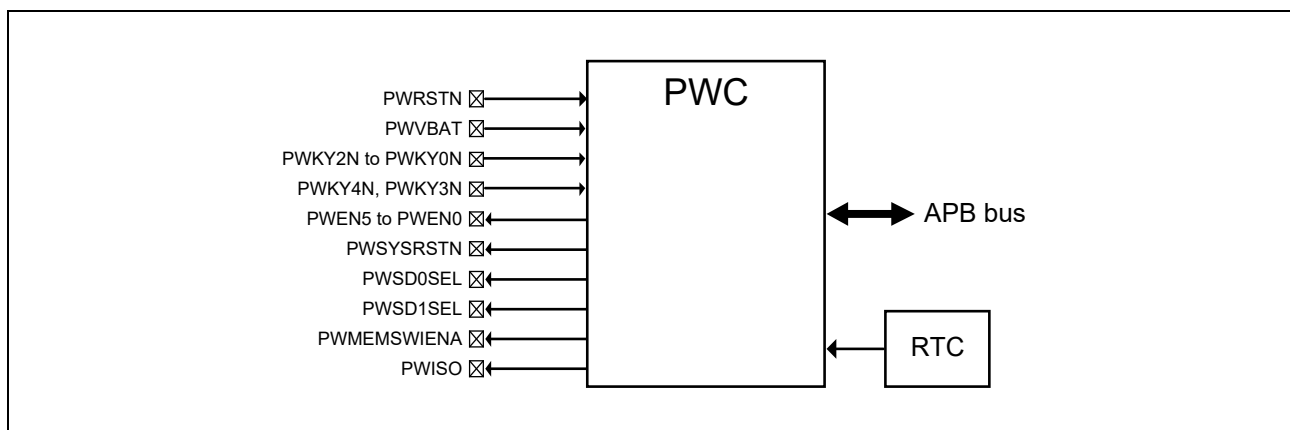 PWC
PWRSTN
PWVBAT
PWKY2N to PWKY0N
PWKY4N, PWKY3N
PWEN5 to PWEN0
PWSYSRSTN
PWSD0SEL
PWSD1SEL
PWMEMSWIENA
PWISO
APB bus
RTC